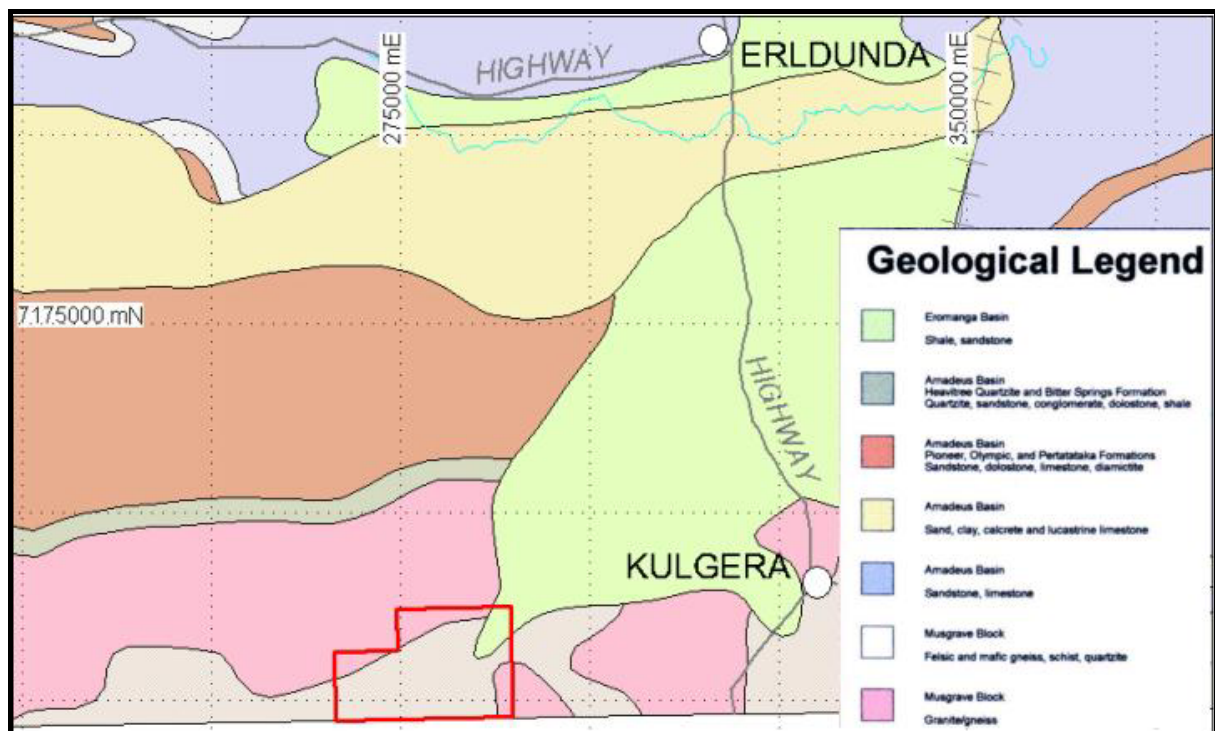 HIGHWAY
ERLDUNDA
275000 mE
350000 mE
7175000 mN
HIGHWAY
KULGERA
Geological Legend
Eromanga Basin
Shale, sandstone
Amadeus Basin
Heavitree Quartzite and Bitter Springs Formation
Quartzite, sandstone, conglomerate, dolostone, shale
Amadeus Basin
Pioneer, Olympic, and Pertatataka Formations
Sandstone, dolostone, limestone, diamictite
Amadeus Basin
Sand, clay, calcrete and lucastrine limestone
Amadeus Basin
Sandstone, limestone
Musgrave Block
Felsic and mafic gneiss, schist, quartzite
Musgrave Block
Granite/gneiss